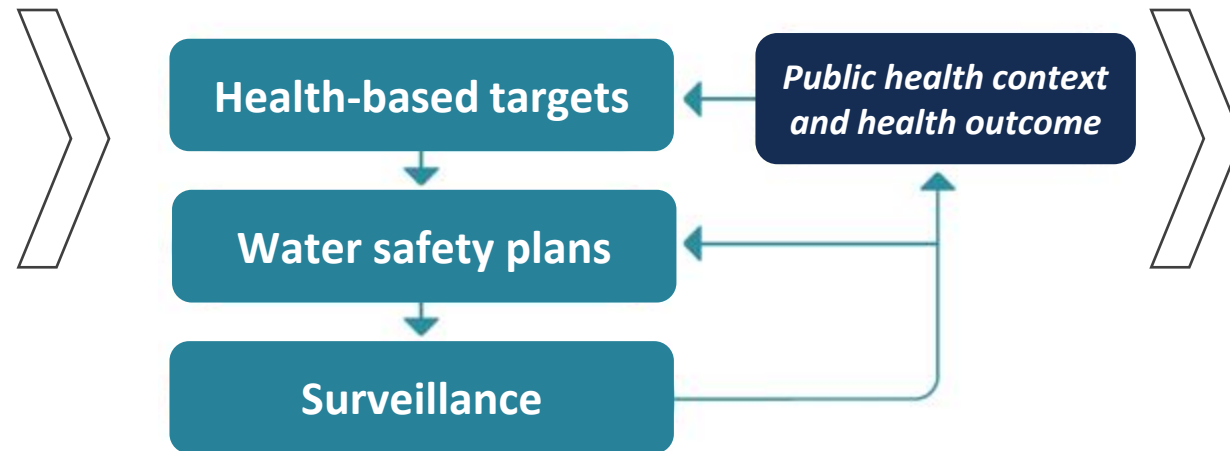 Health-based targets
Public health context
and health outcome
Water safety plans
Surveillance